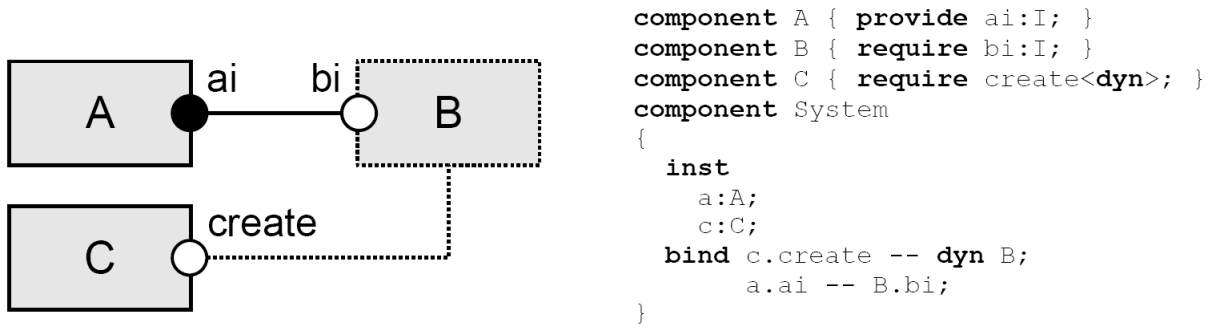 A
ai
bi
B
C
create
component A { provide ai:I; }
component B { require bi:I; }
component C { require create<dyn>; }
component System
{
inst
a:A;
c:C;
bind c.create -- dyn B;
a.ai -- B.bi;
}